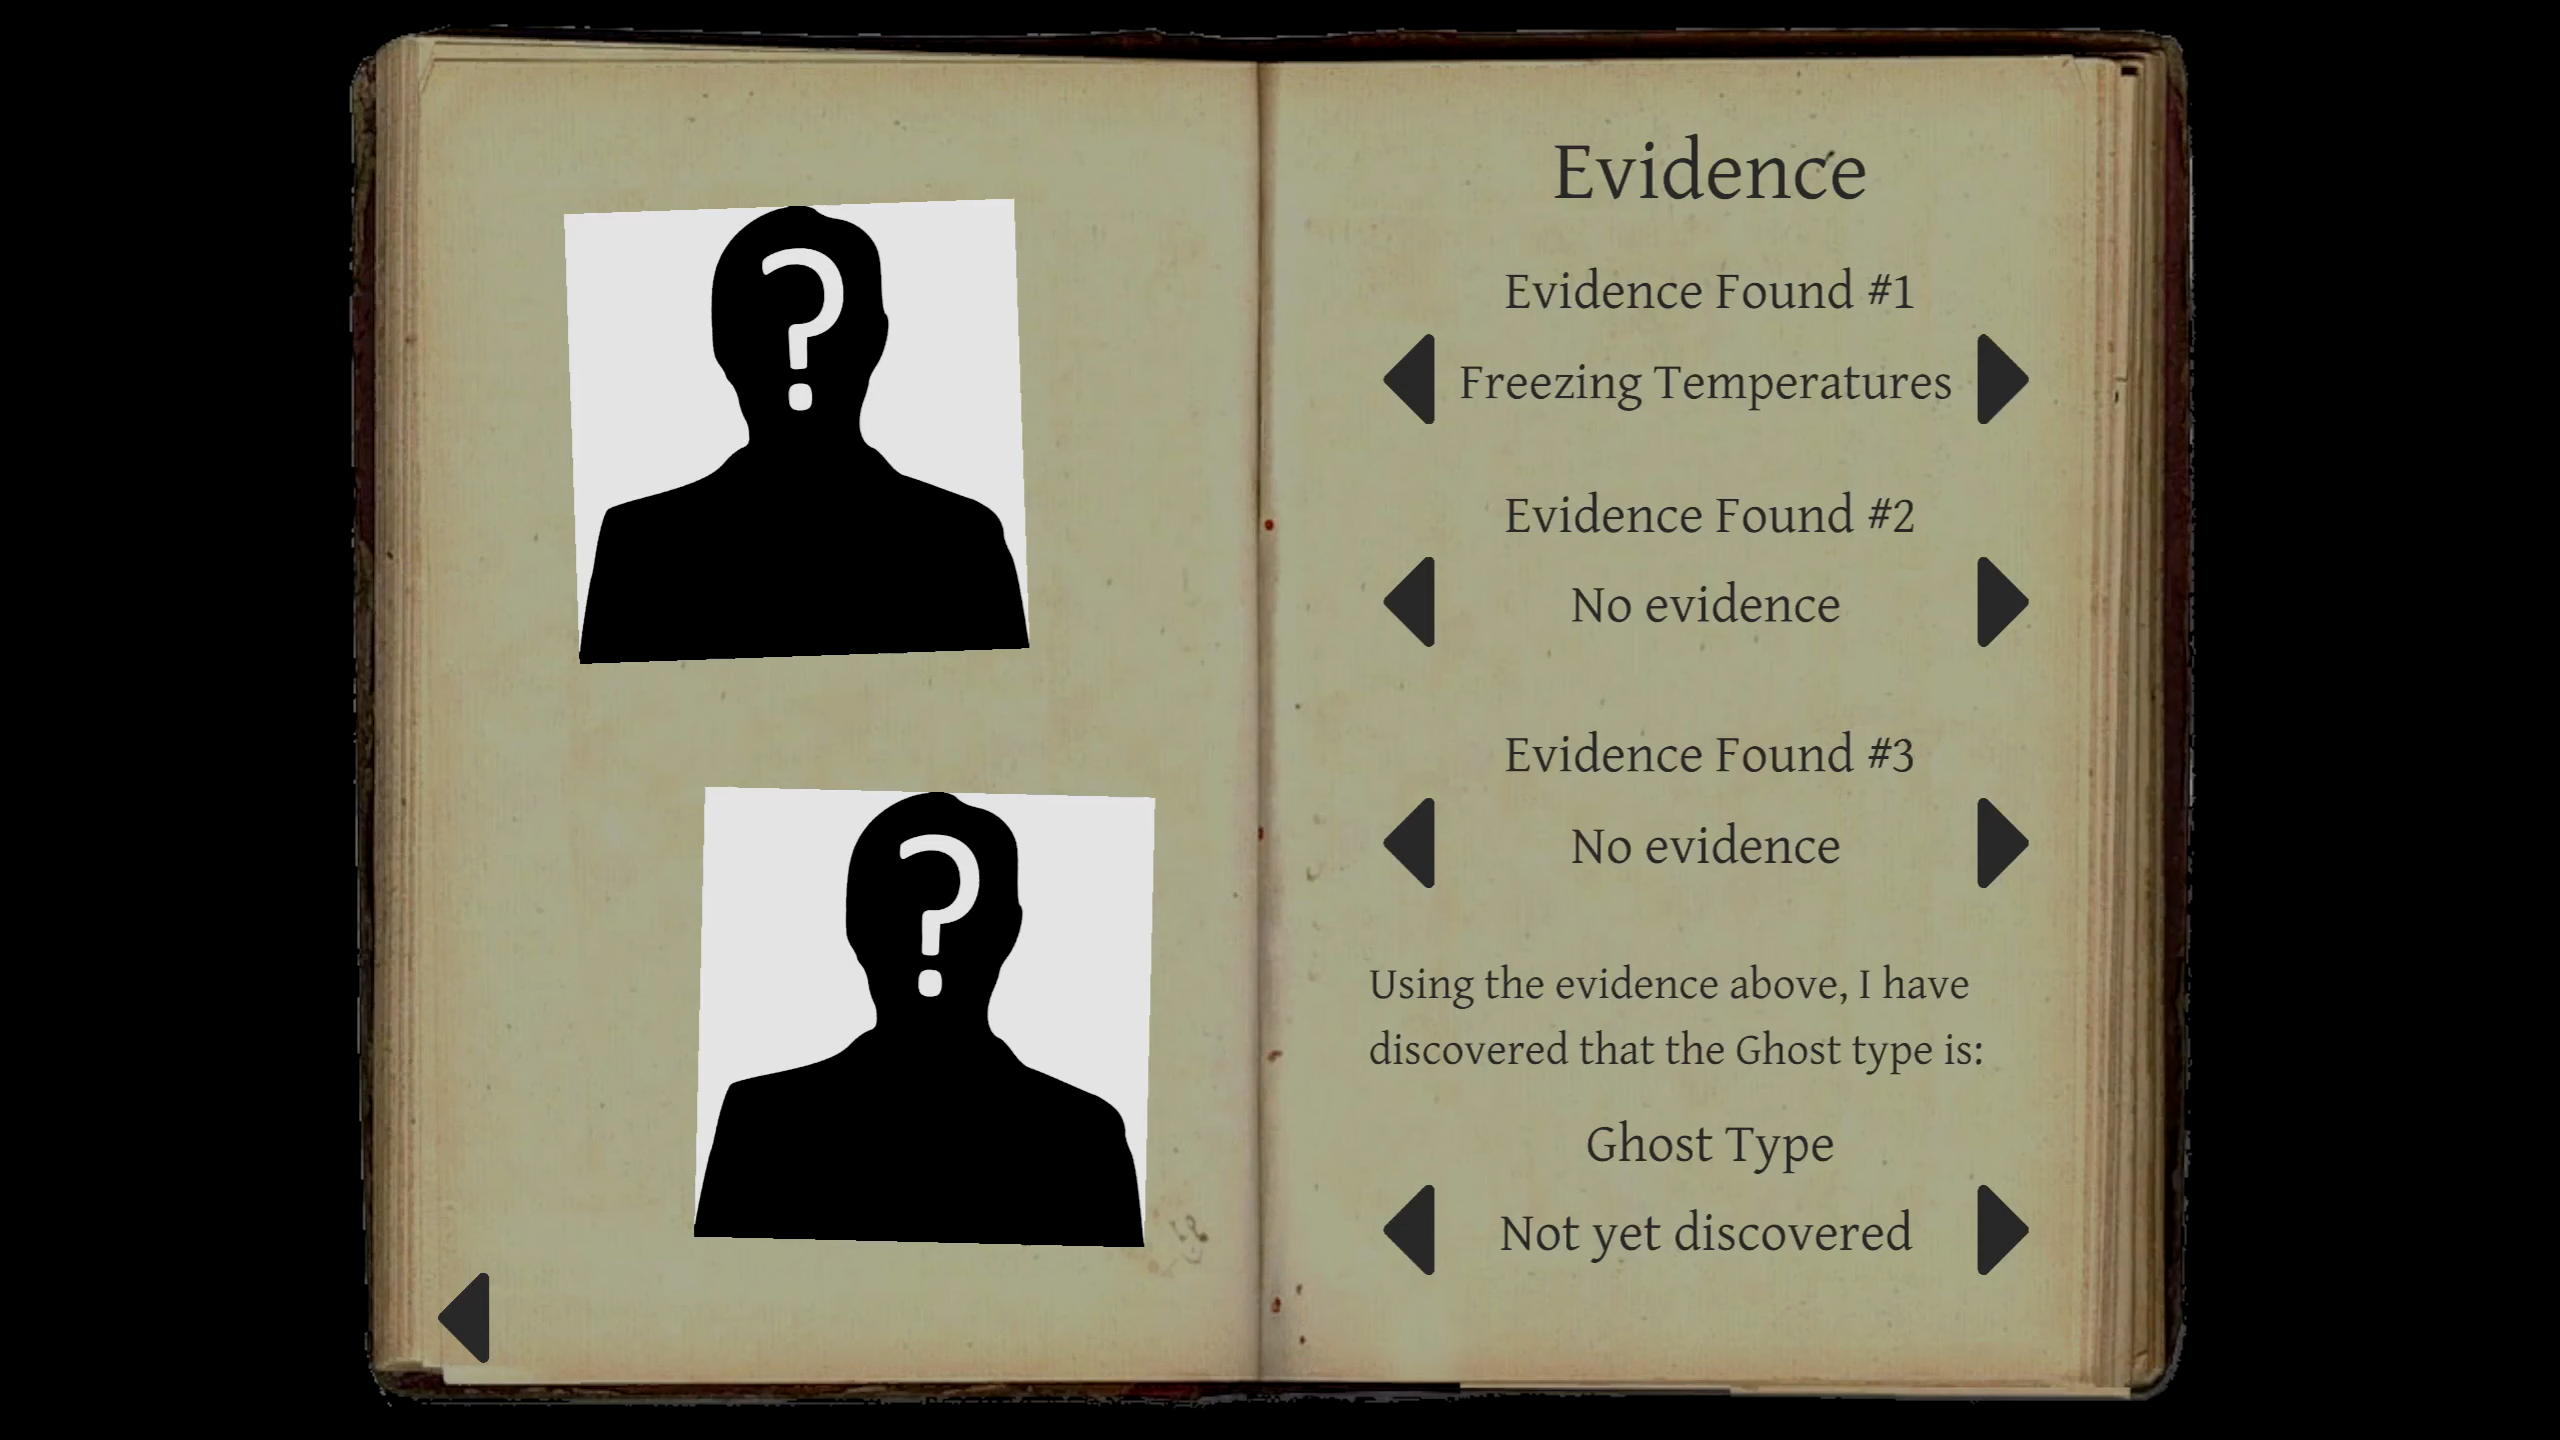 ?
?
Evidence
Evidence Found #1
Freezing Temperatures
Evidence Found #2
No evidence
Evidence Found #3
No evidence
Using the evidence above, I have
discovered that the Ghost type is:
Ghost Type
Not yet discovered